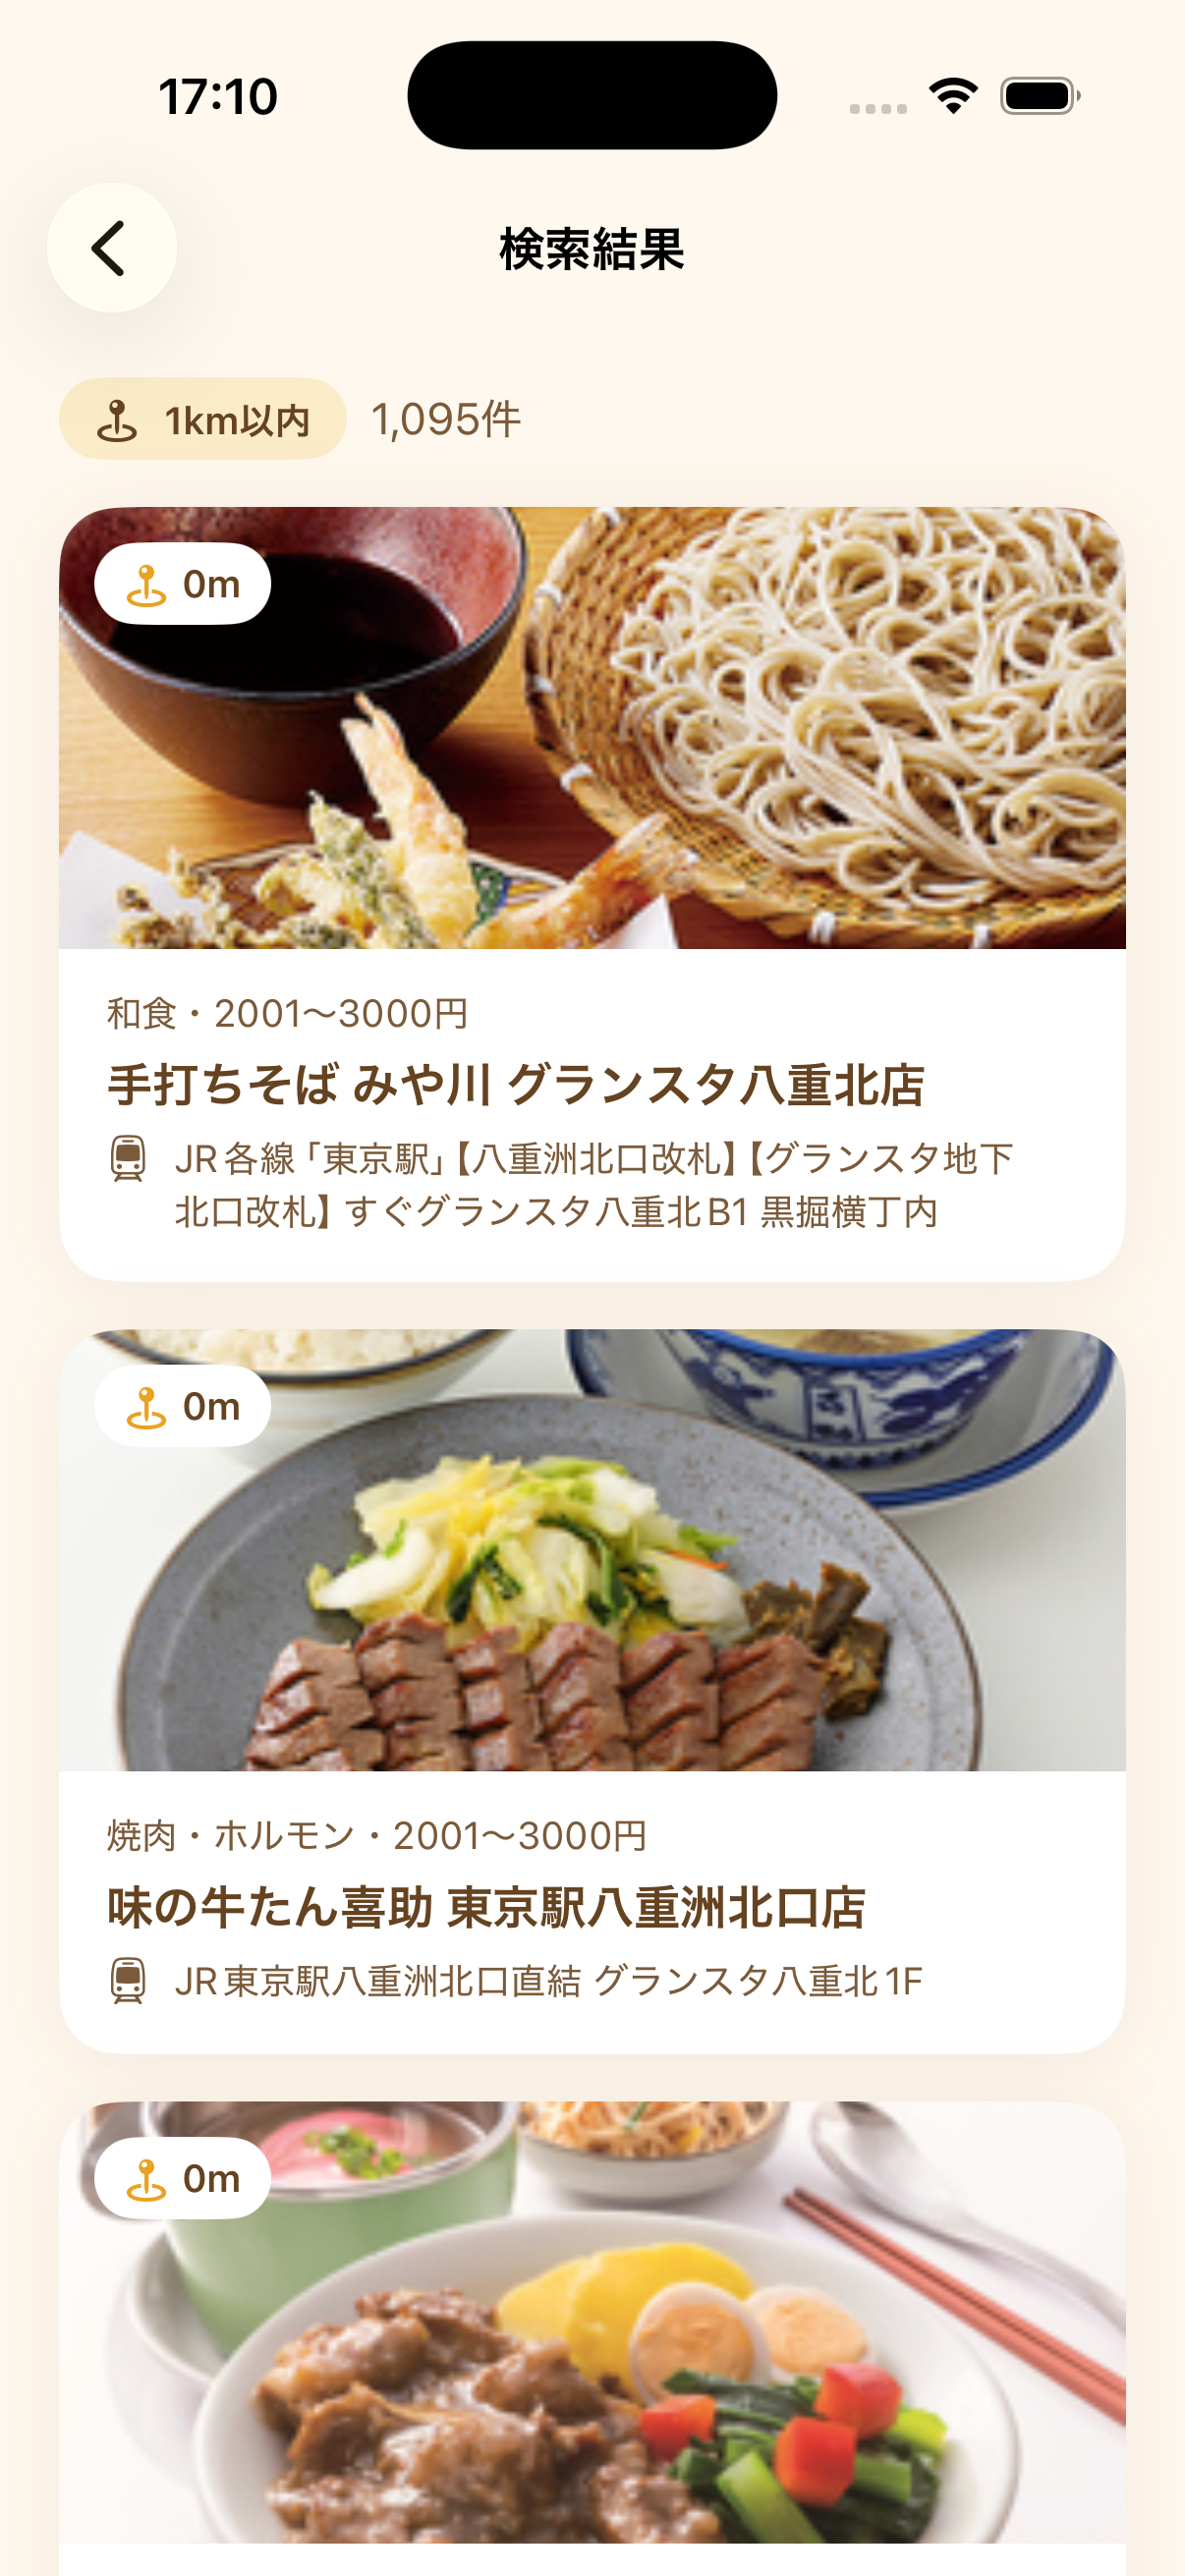 17:10
検索結果
1km以内 1,095件
0m
和食・2001〜3000円
手打ちそば みや川 グランスタ八重北店
JR各線「東京駅」【八重洲北口改札】【グランスタ地下
北口改札】 すぐグランスタ八重北B1 黒掘横丁内
0m
焼肉・ホルモン・2001〜3000円
味の牛たん喜助 東京駅八重洲北口店
JR東京駅八重洲北口直結 グランスタ八重北1F
0m